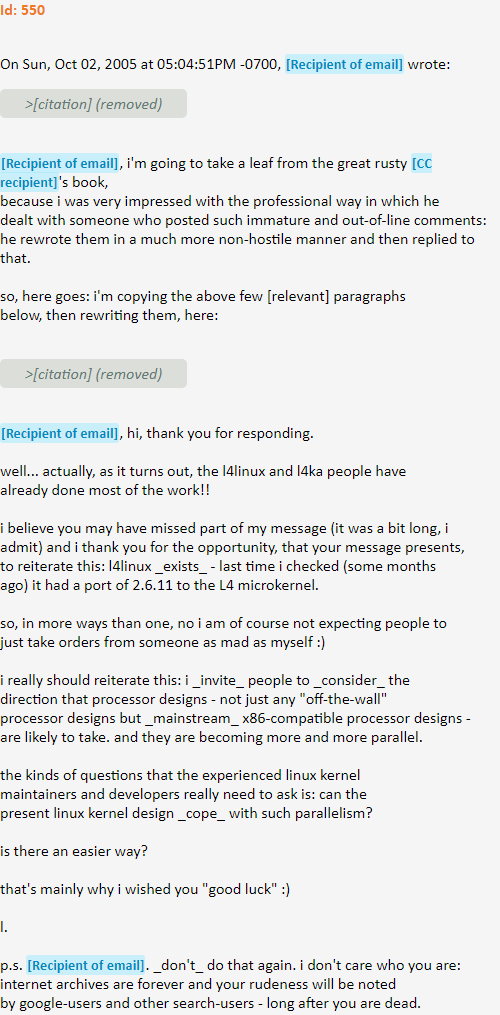 Id: 550
On Sun, Oct 02, 2005 at 05:04:51PM -0700, [Recipient of email] wrote:
>[citation] (removed)
[Recipient of email], i'm going to take a leaf from the great rusty [CC
recipient]'s book,
because i was very impressed with the professional way in which he
dealt with someone who posted such immature and out-of-line comments:
he rewrote them in a much more non-hostile manner and then replied to
that.
so, here goes: i'm copying the above few [relevant] paragraphs
below, then rewriting them, here:
>[citation] (removed)
[Recipient of email], hi, thank you for responding.
well... actually, as it turns out, the l4linux and l4ka people have
already done most of the work!!
i believe you may have missed part of my message (it was a bit long, i
admit) and i thank you for the opportunity, that your message presents,
to reiterate this: l4linux _exists_ - last time i checked (some months
ago) it had a port of 2.6.11 to the L4 microkernel.
so, in more ways than one, no i am of course not expecting people to
just take orders from someone as mad as myself :)
i really should reiterate this: i _invite_ people to _consider_ the
direction that processor designs - not just any "off-the-wall"
processor designs but _mainstream_ x86-compatible processor designs -
are likely to take. and they are becoming more and more parallel.
the kinds of questions that the experienced linux kernel
maintainers and developers really need to ask is: can the
present linux kernel design _cope_ with such parallelism?
is there an easier way?
that's mainly why i wished you "good luck" :)
l.
p.s. [Recipient of email]. _don't_ do that again. i don't care who you are:
internet archives are forever and your rudeness will be noted
by google-users and other search-users - long after you are dead.